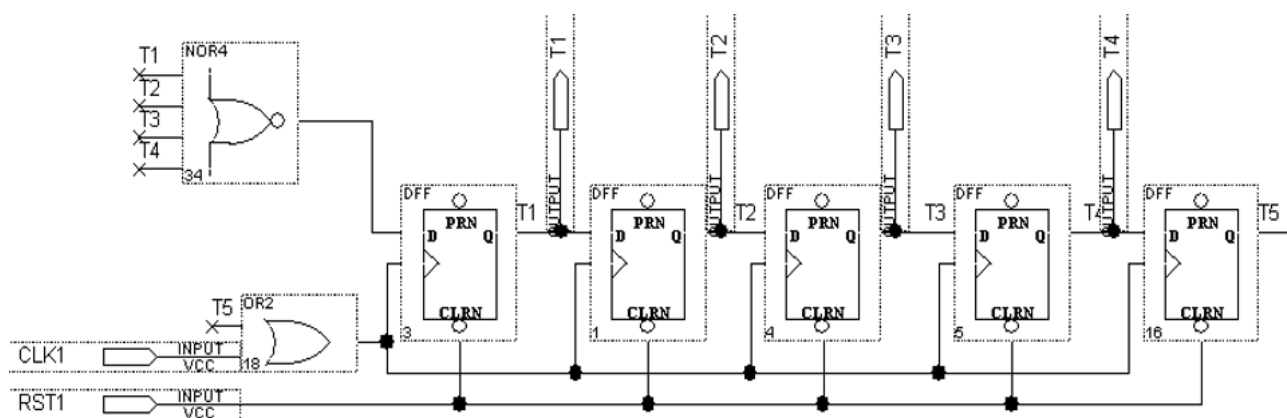 T1
T2
T3
T4
NOR4
34
T1
T2
T3
T4
OUTPUT
OUTPUT
OUTPUT
OUTPUT
DFF
DFF
DFF
DFF
DFF
T1
T2
T3
T4
T5
PRN
D Q
CLRN
3
PRN
D Q
CLRN
1
PRN
D Q
CLRN
4
PRN
D Q
CLRN
5
PRN
D Q
CLRN
16
T5
OR2
18
CLK1
INPUT
VCC
RST1
INPUT
VCC